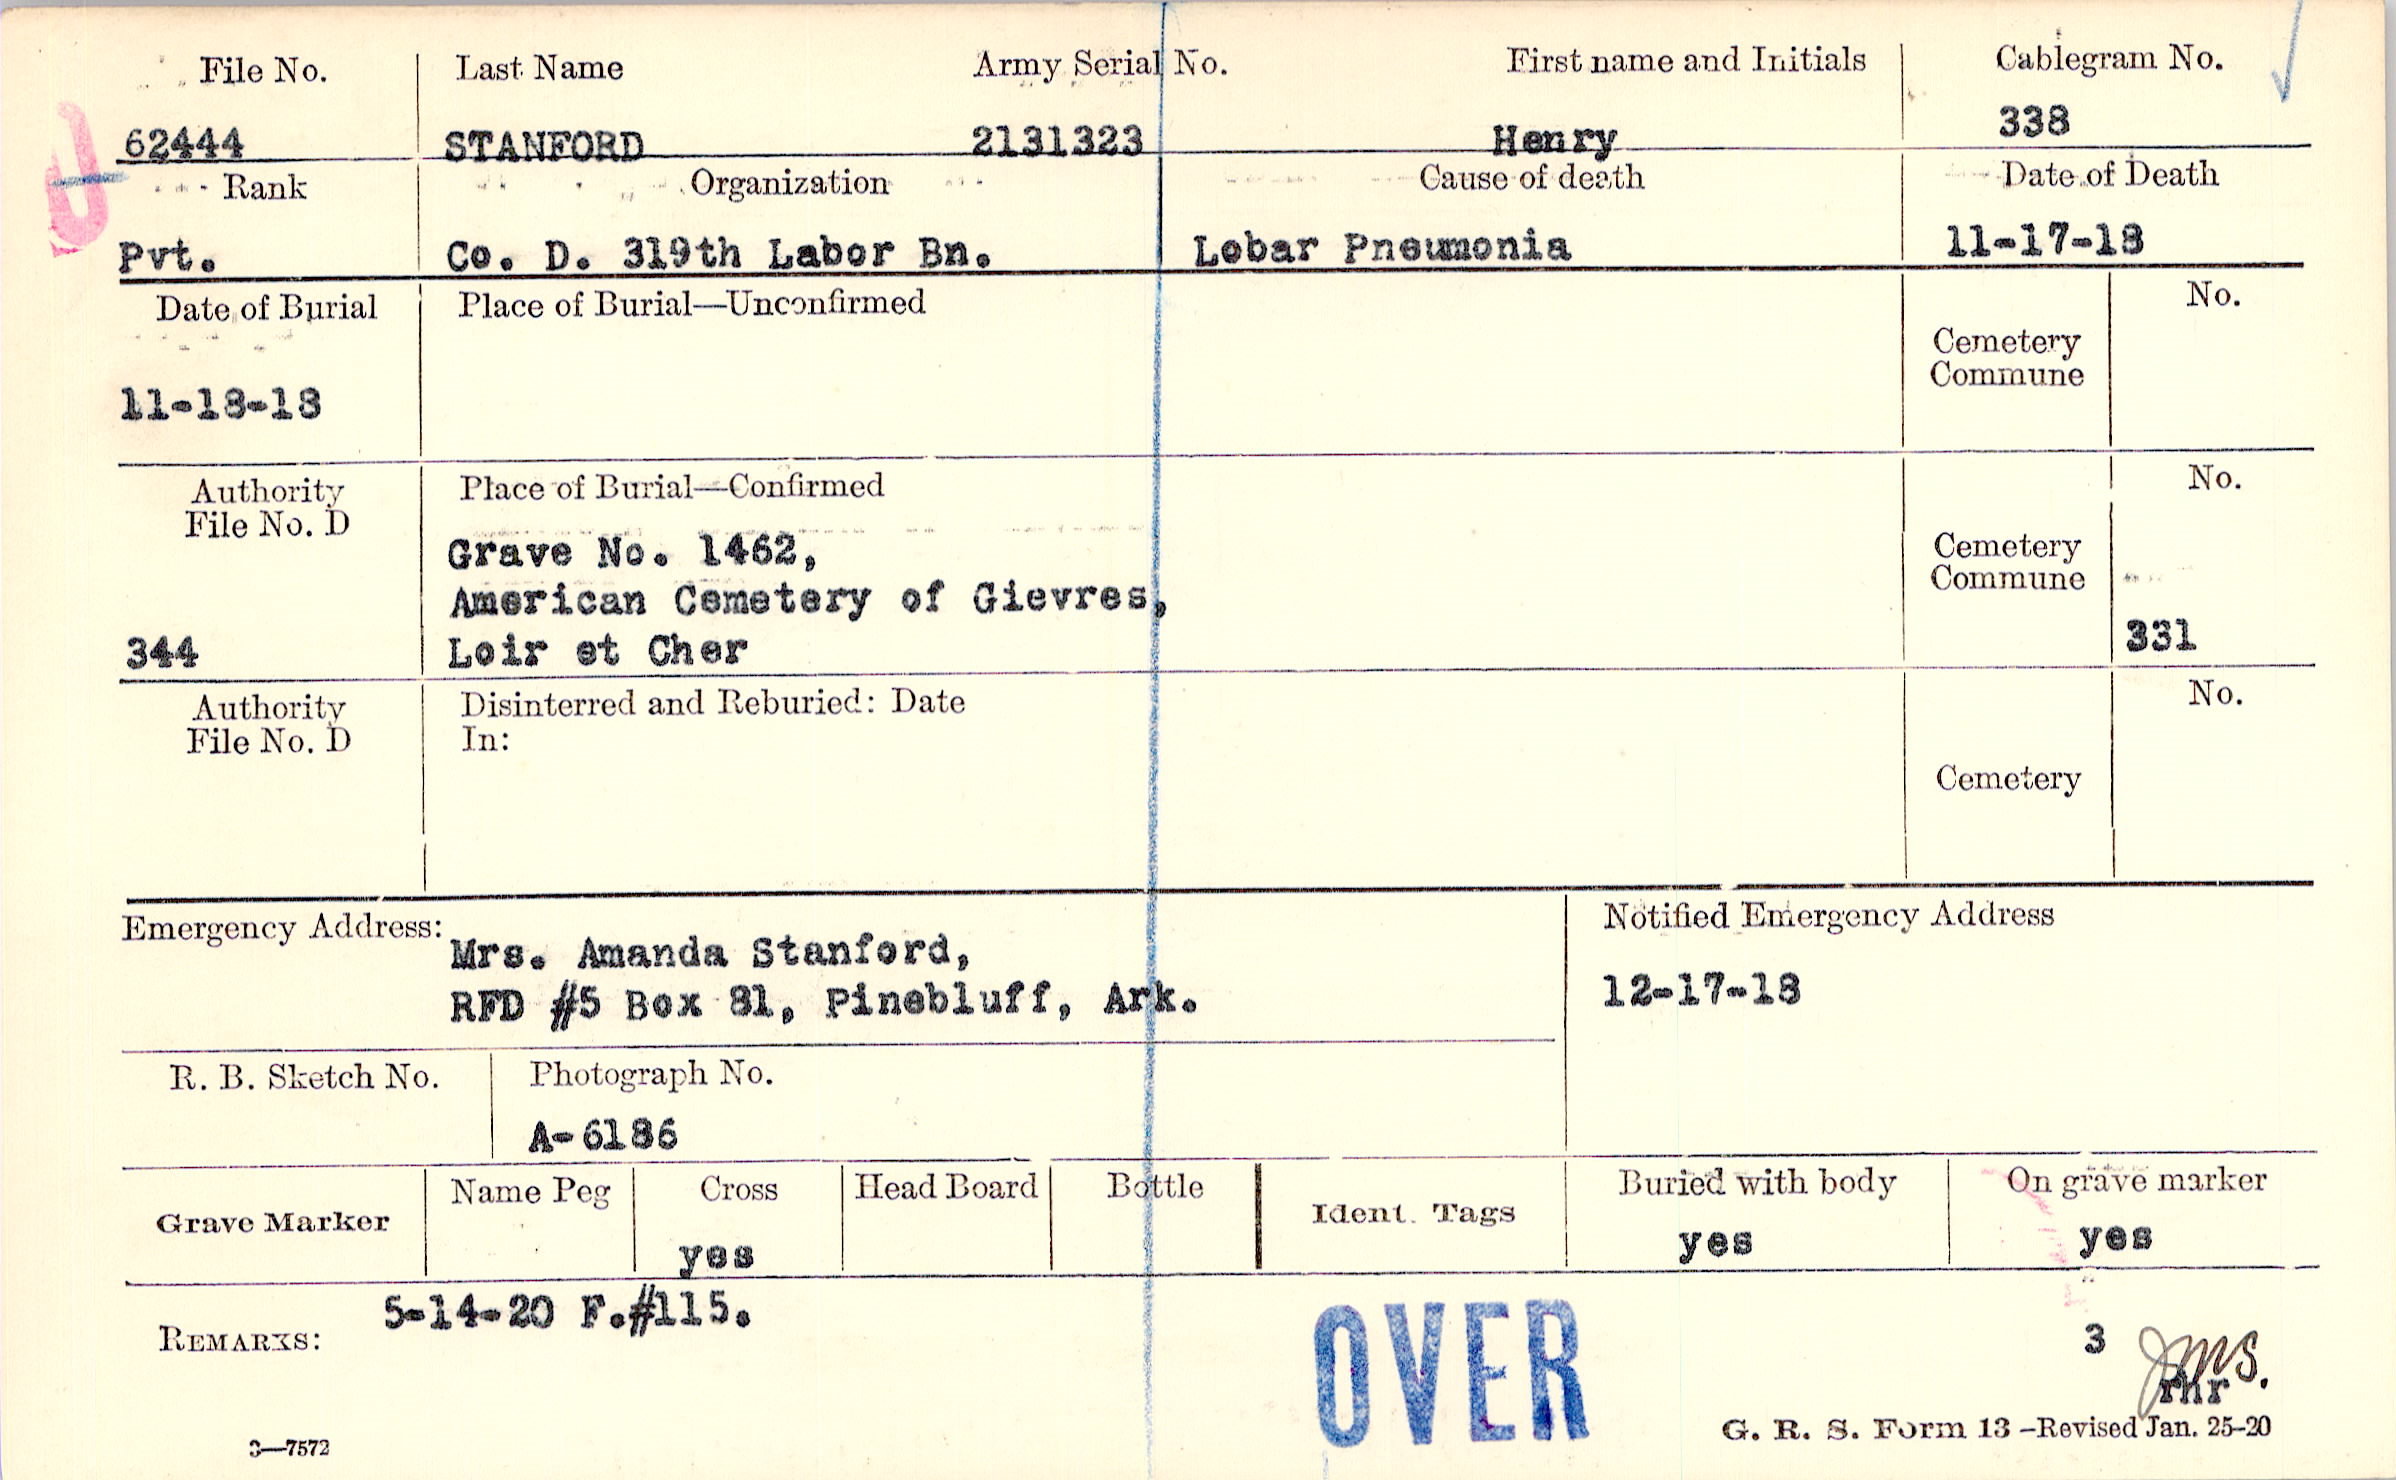 File No. Last Name Army Serial No. First name and Initials Cablegram No.
62444 STANFORD 2131323 Henry 338
Rank Organization Cause of death Date of Death
Pvt. Co. D. 319th Labor Bn. Lobar Pneumonia 11-17-18
Date of Burial Place of Burial—Unconfirmed No.
Cemetery
Commune
11-18-18
Authority Place of Burial—Confirmed No.
File No. D
Grave No. 1462, Cemetery
American Cemetery of Gievres, Commune
344 Loir et Cher 331
Authority Disinterred and Reburied: Date No.
File No. D In:
Cemetery
Emergency Address: Notified Emergency Address
Mrs. Amanda Stanford,
RFD #5 Box 81, Pinebluff, Ark. 12-17-18
R. B. Sketch No. Photograph No.
A-6186
Grave Marker Name Peg Cross Head Board Bottle Ident. Tags Buried with body On grave marker
yes yes yes
5-14-20 F.#115.
REMARKS: OVER 3
JMS.
rhr
3—7572 G. R. S. Form 13 –Revised Jan. 25-20